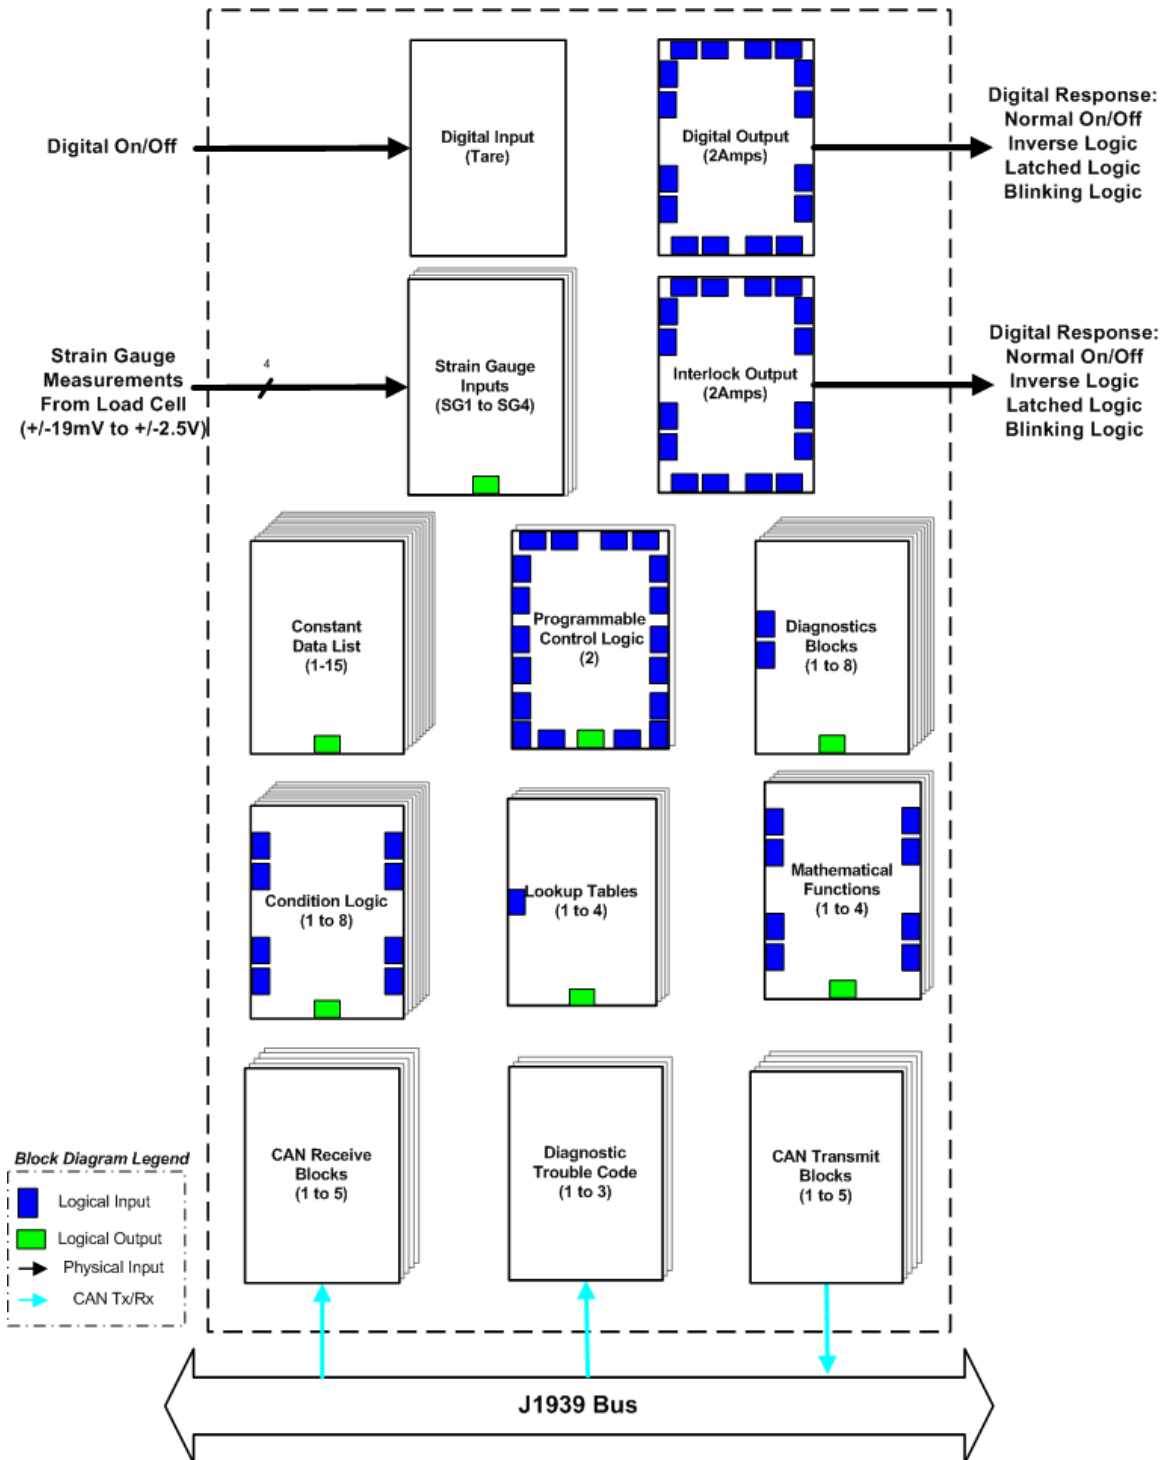 Digital On/Off
Digital Input
(Tare)
Digital Output
(2Amps)
Digital Response:
Normal On/Off
Inverse Logic
Latched Logic
Blinking Logic
Strain Gauge
Measurements
From Load Cell
(+/-19mV to +/-2.5V)
4
Strain Gauge
Inputs
(SG1 to SG4)
Interlock Output
(2Amps)
Digital Response:
Normal On/Off
Inverse Logic
Latched Logic
Blinking Logic
Constant
Data List
(1-15)
Programmable
Control Logic
(2)
Diagnostics
Blocks
(1 to 8)
Condition Logic
(1 to 8)
Lookup Tables
(1 to 4)
Mathematical
Functions
(1 to 4)
CAN Receive
Blocks
(1 to 5)
Diagnostic
Trouble Code
(1 to 3)
CAN Transmit
Blocks
(1 to 5)
Block Diagram Legend
Logical Input
Logical Output
Physical Input
CAN Tx/Rx
J1939 Bus